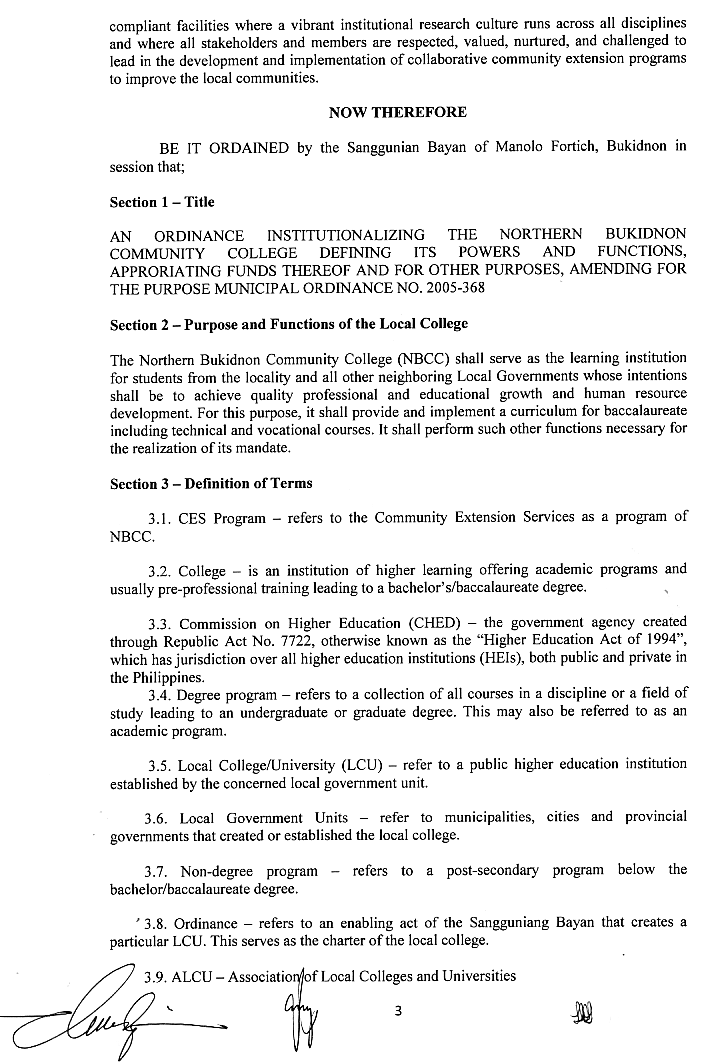 compliant facilities where a vibrant institutional research culture runs across all disciplines
and where all stakeholders and members are respected, valued, nurtured, and challenged to
lead in the development and implementation of collaborative community extension programs
to improve the local communities.
NOW THEREFORE
BE IT ORDAINED by the Sanggunian Bayan of Manolo Fortich, Bukidnon in
session that;
Section 1 – Title
AN ORDINANCE INSTITUTIONALIZING THE NORTHERN BUKIDNON
COMMUNITY COLLEGE DEFINING ITS POWERS AND FUNCTIONS,
APPRORIATING FUNDS THEREOF AND FOR OTHER PURPOSES, AMENDING FOR
THE PURPOSE MUNICIPAL ORDINANCE NO. 2005-368
Section 2 – Purpose and Functions of the Local College
The Northern Bukidnon Community College (NBCC) shall serve as the learning institution
for students from the locality and all other neighboring Local Governments whose intentions
shall be to achieve quality professional and educational growth and human resource
development. For this purpose, it shall provide and implement a curriculum for baccalaureate
including technical and vocational courses. It shall perform such other functions necessary for
the realization of its mandate.
Section 3 – Definition of Terms
3.1. CES Program – refers to the Community Extension Services as a program of
NBCC.
3.2. College – is an institution of higher learning offering academic programs and
usually pre-professional training leading to a bachelor's/baccalaureate degree.
3.3. Commission on Higher Education (CHED) – the government agency created
through Republic Act No. 7722, otherwise known as the “Higher Education Act of 1994”,
which has jurisdiction over all higher education institutions (HEIs), both public and private in
the Philippines.
3.4. Degree program – refers to a collection of all courses in a discipline or a field of
study leading to an undergraduate or graduate degree. This may also be referred to as an
academic program.
3.5. Local College/University (LCU) – refer to a public higher education institution
established by the concerned local government unit.
3.6. Local Government Units – refer to municipalities, cities and provincial
governments that created or established the local college.
3.7. Non-degree program – refers to a post-secondary program below the
bachelor/baccalaureate degree.
3.8. Ordinance – refers to an enabling act of the Sangguniang Bayan that creates a
particular LCU. This serves as the charter of the local college.
3.9. ALCU – Association of Local Colleges and Universities
3